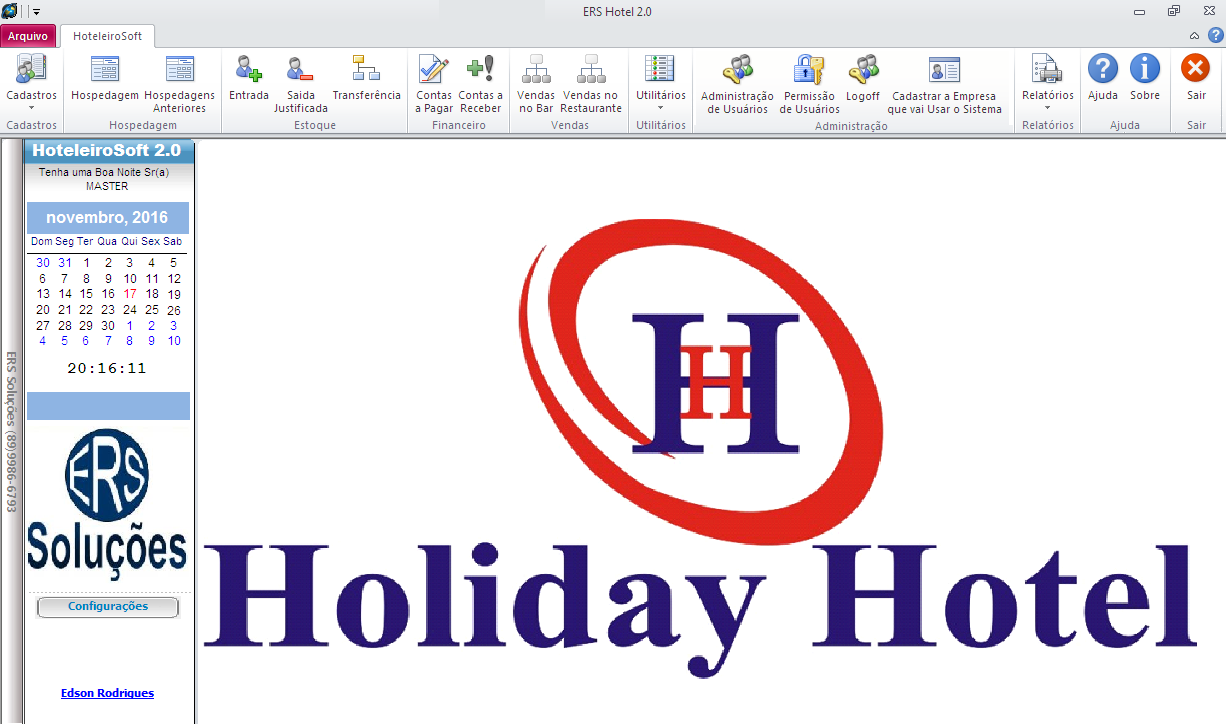 ERS Hotel 2.0
Arquivo
HoteleiroSoft
Cadastros
Hospedagem
Hospedagens
Anteriores
Entrada
Saida
Justificada
Transferência
Contas
a Pagar
Contas a
Receber
Vendas
no Bar
Vendas no
Restaurante
Utilitários
Administração
de Usuários
Permissão
de Usuários
Logoff
Cadastrar a Empresa
que vai Usar o Sistema
Relatórios
Ajuda
Sobre
Sair
Cadastros
Hospedagem
Estoque
Financeiro
Vendas
Utilitários
Administração
Relatórios
Ajuda
Sair
ERS Soluções (89)9986-6793
HoteleiroSoft 2.0
Tenha uma Boa Noite Sr(a)
MASTER
novembro, 2016
Dom Seg Ter Qua Qui Sex Sab
30 31 1 2 3 4 5
6 7 8 9 10 11 12
13 14 15 16 17 18 19
20 21 22 23 24 25 26
27 28 29 30 1 2 3
4 5 6 7 8 9 10
20:16:11
ERS
Soluções
Configurações
Edson Rodrigues
H
H
Holiday Hotel